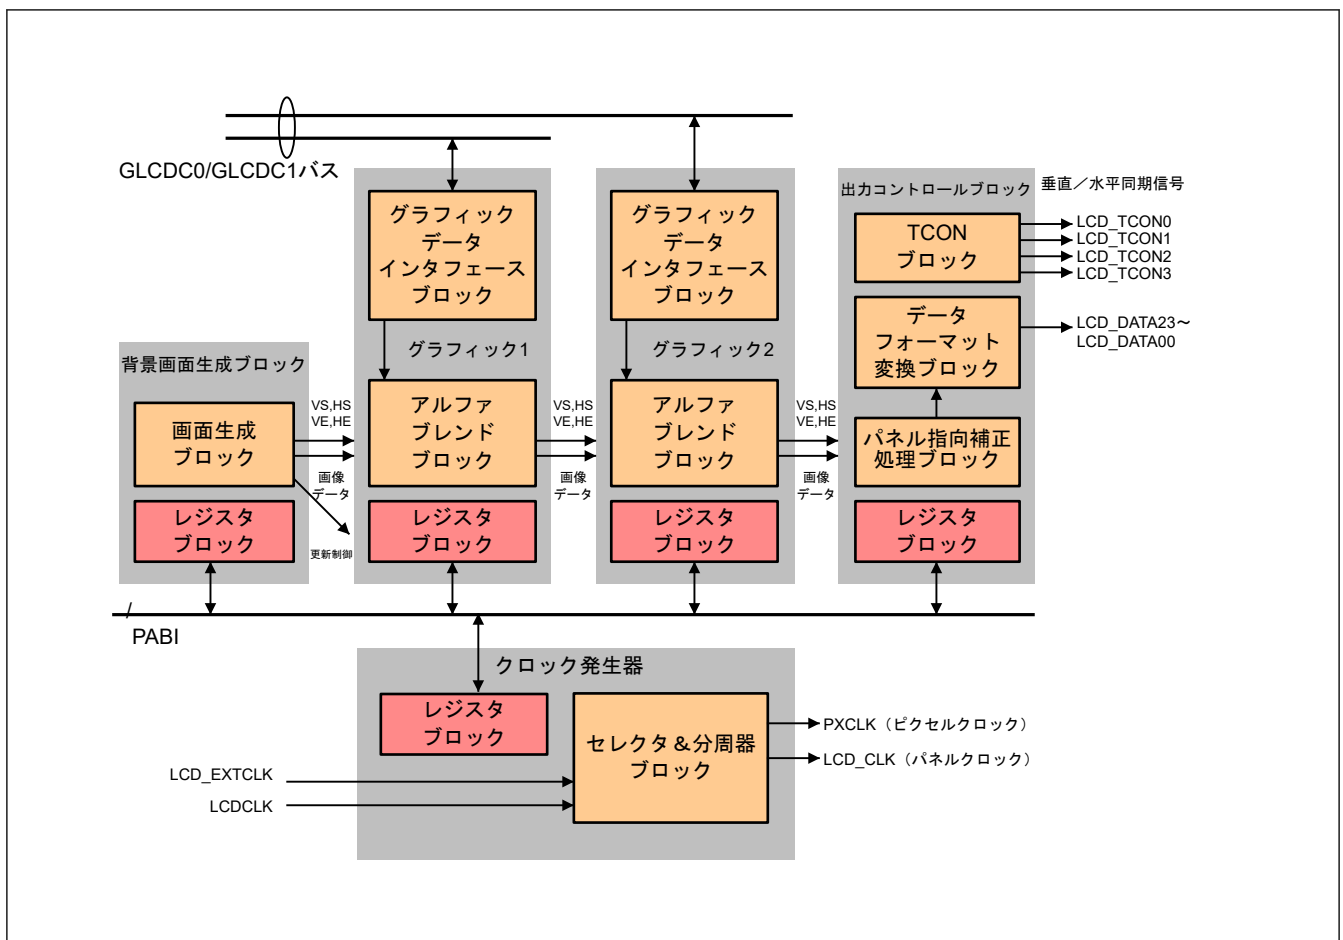 GLCDC0/GLCDC1バス
グラフィック
データ
インタフェース
ブロック
グラフィック1
アルファ
ブレンド
ブロック
レジスタ
ブロック
グラフィック
データ
インタフェース
ブロック
グラフィック2
アルファ
ブレンド
ブロック
レジスタ
ブロック
出力コントロールブロック
垂直／水平同期信号
TCON
ブロック
LCD_TCON0
LCD_TCON1
LCD_TCON2
LCD_TCON3
データ
フォーマット
変換ブロック
LCD_DATA23～
LCD_DATA00
パネル指向補正
処理ブロック
レジスタ
ブロック
背景画面生成ブロック
画面生成
ブロック
レジスタ
ブロック
VS,HS
VE,HE
画像
データ
更新制御
VS,HS
VE,HE
画像
データ
VS,HS
VE,HE
画像
データ
PABI
クロック発生器
レジスタ
ブロック
セレクタ＆分周器
ブロック
LCD_EXTCLK
LCDCLK
PXCLK（ピクセルクロック）
LCD_CLK（パネルクロック）